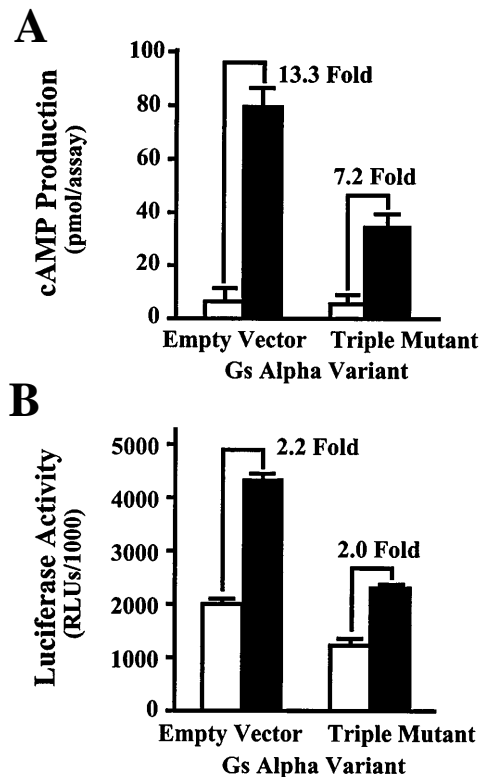 A
cAMP Production
(pmol/assay)
100
80
60
40
20
0
13.3 Fold
7.2 Fold
Empty Vector Triple Mutant
Gs Alpha Variant
B
Luciferase Activity
(RLUs/1000)
5000
4000
3000
2000
1000
0
2.2 Fold
2.0 Fold
Empty Vector Triple Mutant
Gs Alpha Variant